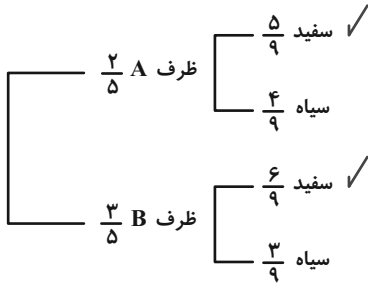 سفید ۵/۹ ✓
ظرف A ۲/۵
سیاه ۴/۹
سفید ۶/۹ ✓
ظرف B ۳/۵
سیاه ۳/۹